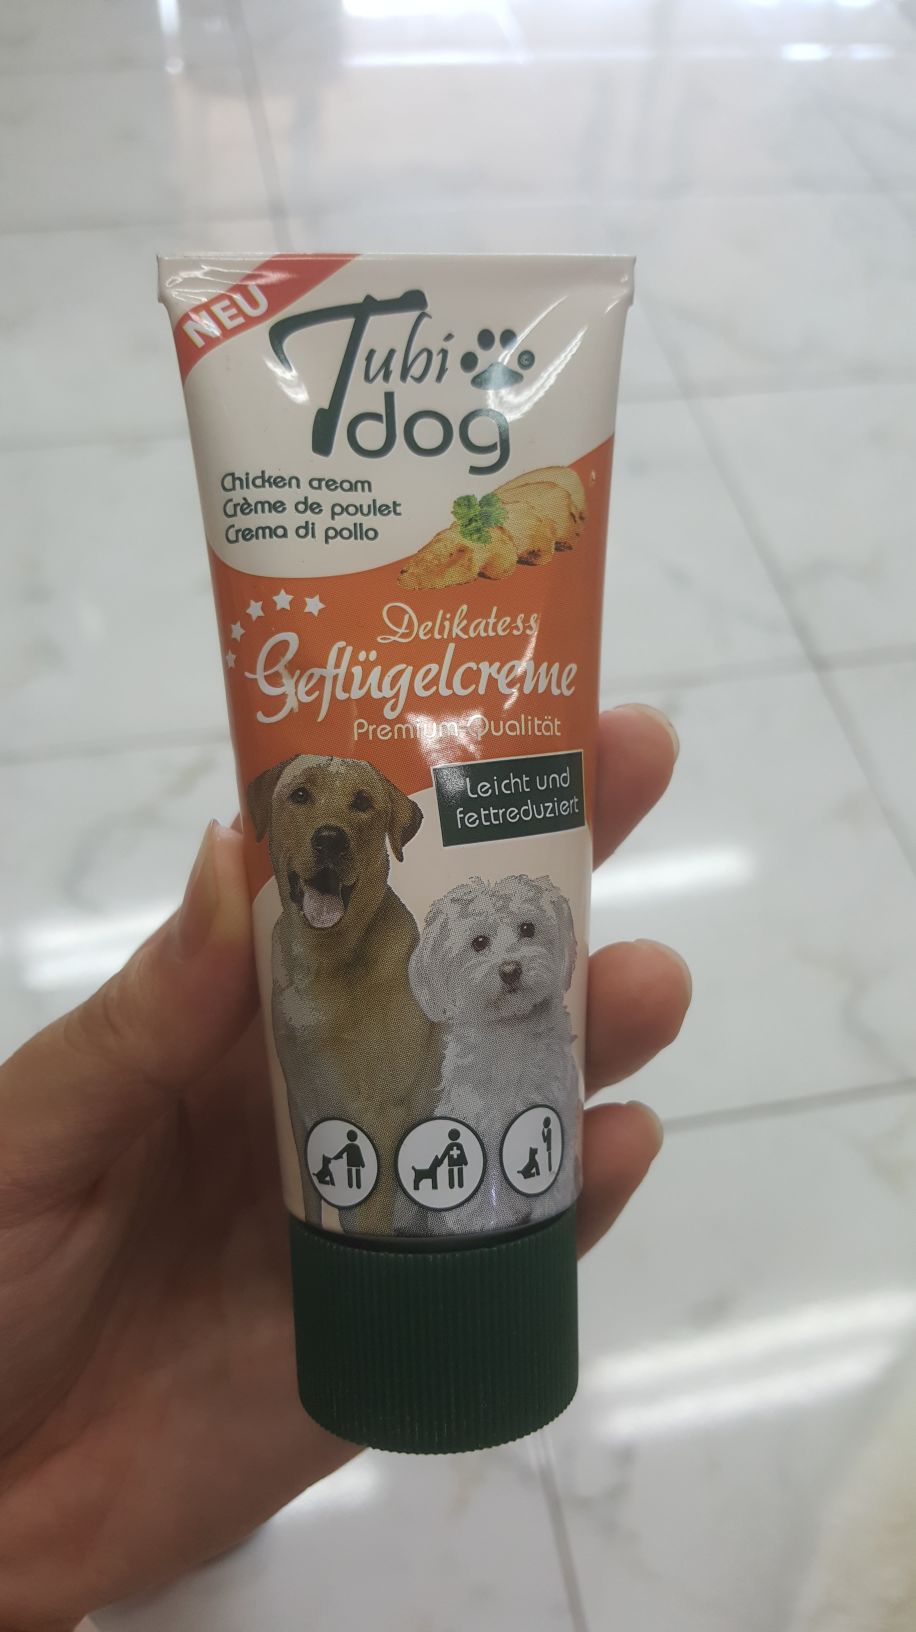 NEU
Tubi
dog
Chicken cream
Crème de poulet
Crema di pollo
Delikatess
Geflügelcreme
Premium-Qualität
Leicht und
fettreduziert